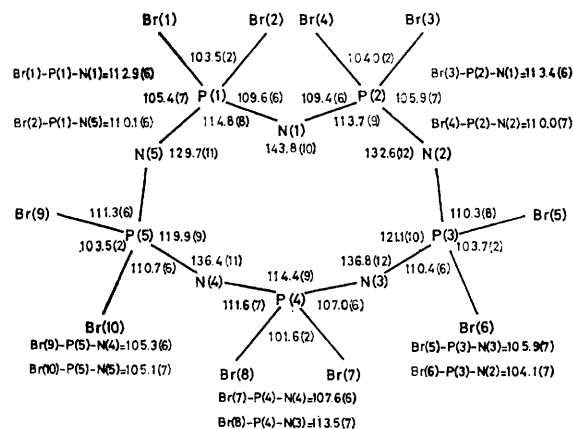 Br(1) Br(2) Br(4) Br(3)
103.5(2) 104.0(2)
Br(1)-P(1)-N(1)=112.9(6) Br(3)-P(2)-N(1)=113.4(6)
105.4(7) P(1) 109.6(6) 109.4(6) P(2) 105.9(7)
Br(2)-P(1)-N(5)=110.1(6) 114.8(8) N(1) 113.7(9) Br(4)-P(2)-N(2)=110.0(7)
143.8(10)
N(5) 129.7(11) 132.6(12) N(2)
Br(9) 111.3(6) 110.3(8) Br(5)
P(5) 119.9(9) 121.1(10) P(3)
103.5(2) 103.7(2)
110.7(6) 136.4(11) 136.8(12) 110.4(6)
N(4) 114.4(9) N(3)
111.6(7) P(4) 107.0(6)
Br(10) 101.6(2) Br(6)
Br(9)-P(5)-N(4)=105.3(6) Br(5)-P(3)-N(3)=105.9(7)
Br(10)-P(5)-N(5)=105.1(7) Br(8) Br(7) Br(6)-P(3)-N(2)=104.1(7)
Br(7)-P(4)-N(4)=107.6(6)
Br(8)-P(4)-N(3)=113.5(7)